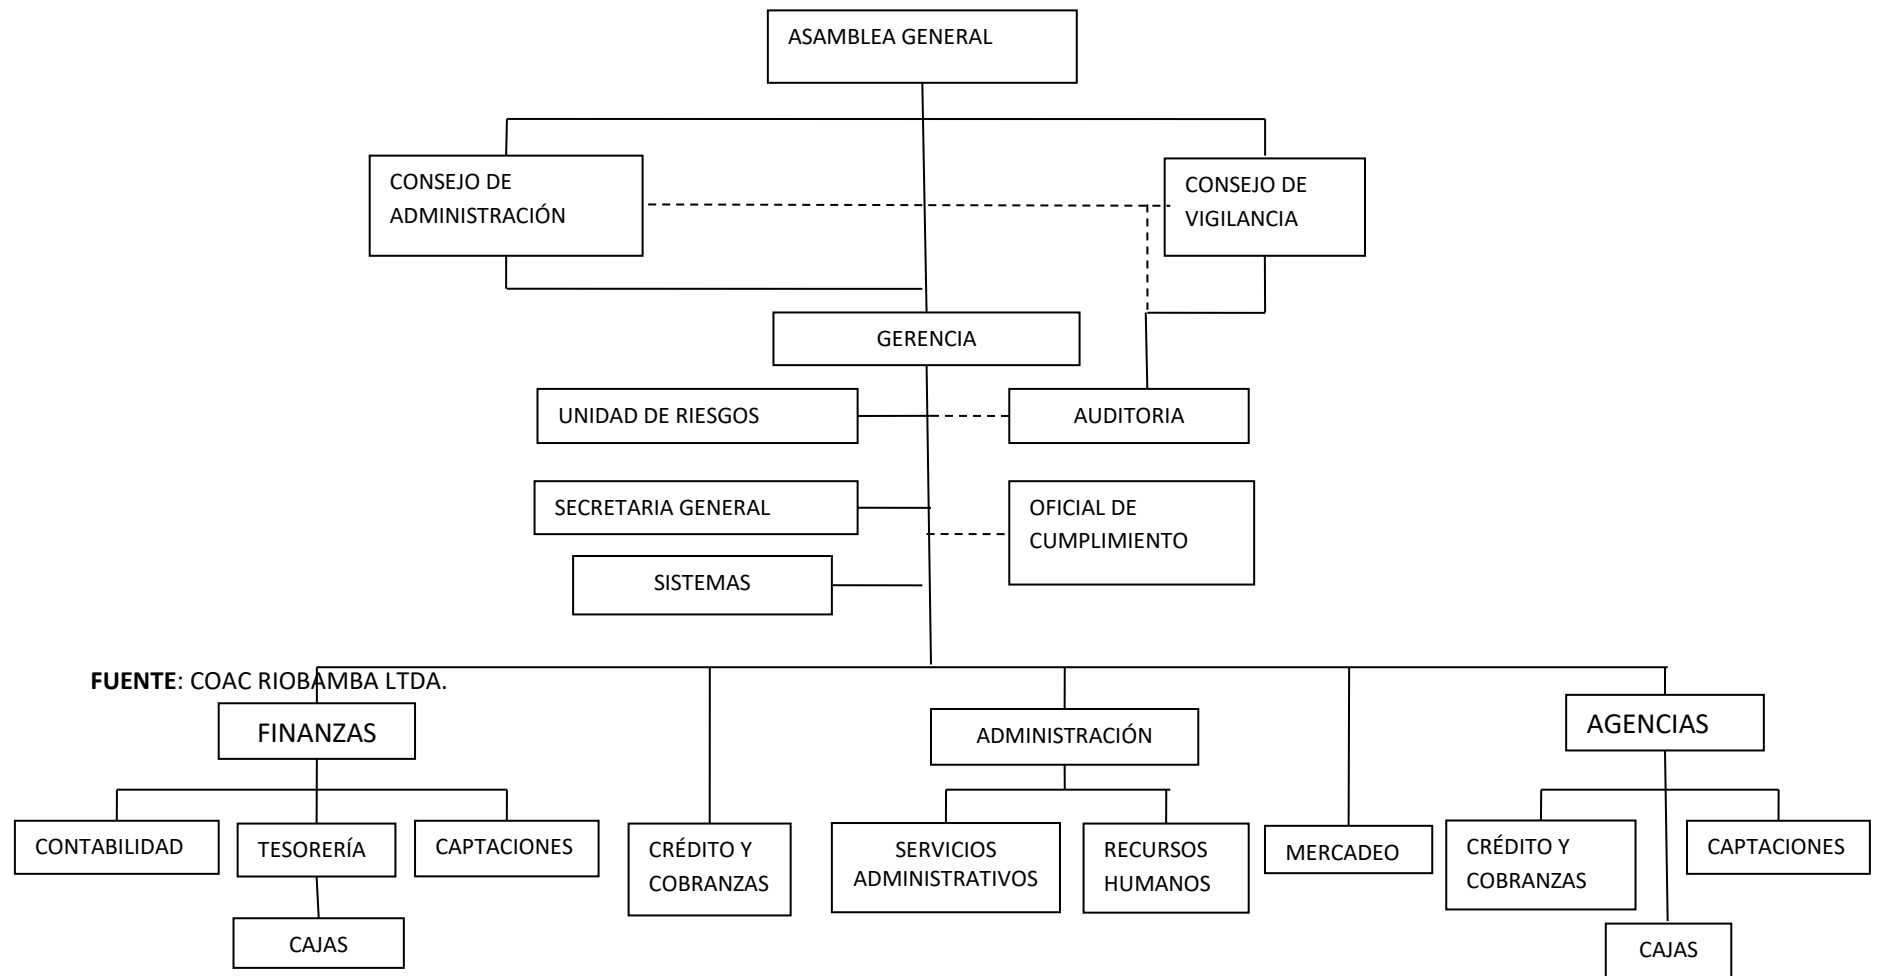 ASAMBLEA GENERAL
CONSEJO DE
ADMINISTRACIÓN
CONSEJO DE
VIGILANCIA
GERENCIA
UNIDAD DE RIESGOS
AUDITORIA
SECRETARIA GENERAL
OFICIAL DE
CUMPLIMIENTO
SISTEMAS
FUENTE: COAC RIOBAMBA LTDA.
FINANZAS
ADMINISTRACIÓN
AGENCIAS
CONTABILIDAD
TESORERÍA
CAPTACIONES
CRÉDITO Y
COBRANZAS
SERVICIOS
ADMINISTRATIVOS
RECURSOS
HUMANOS
MERCADEO
CRÉDITO Y
COBRANZAS
CAPTACIONES
CAJAS
CAJAS